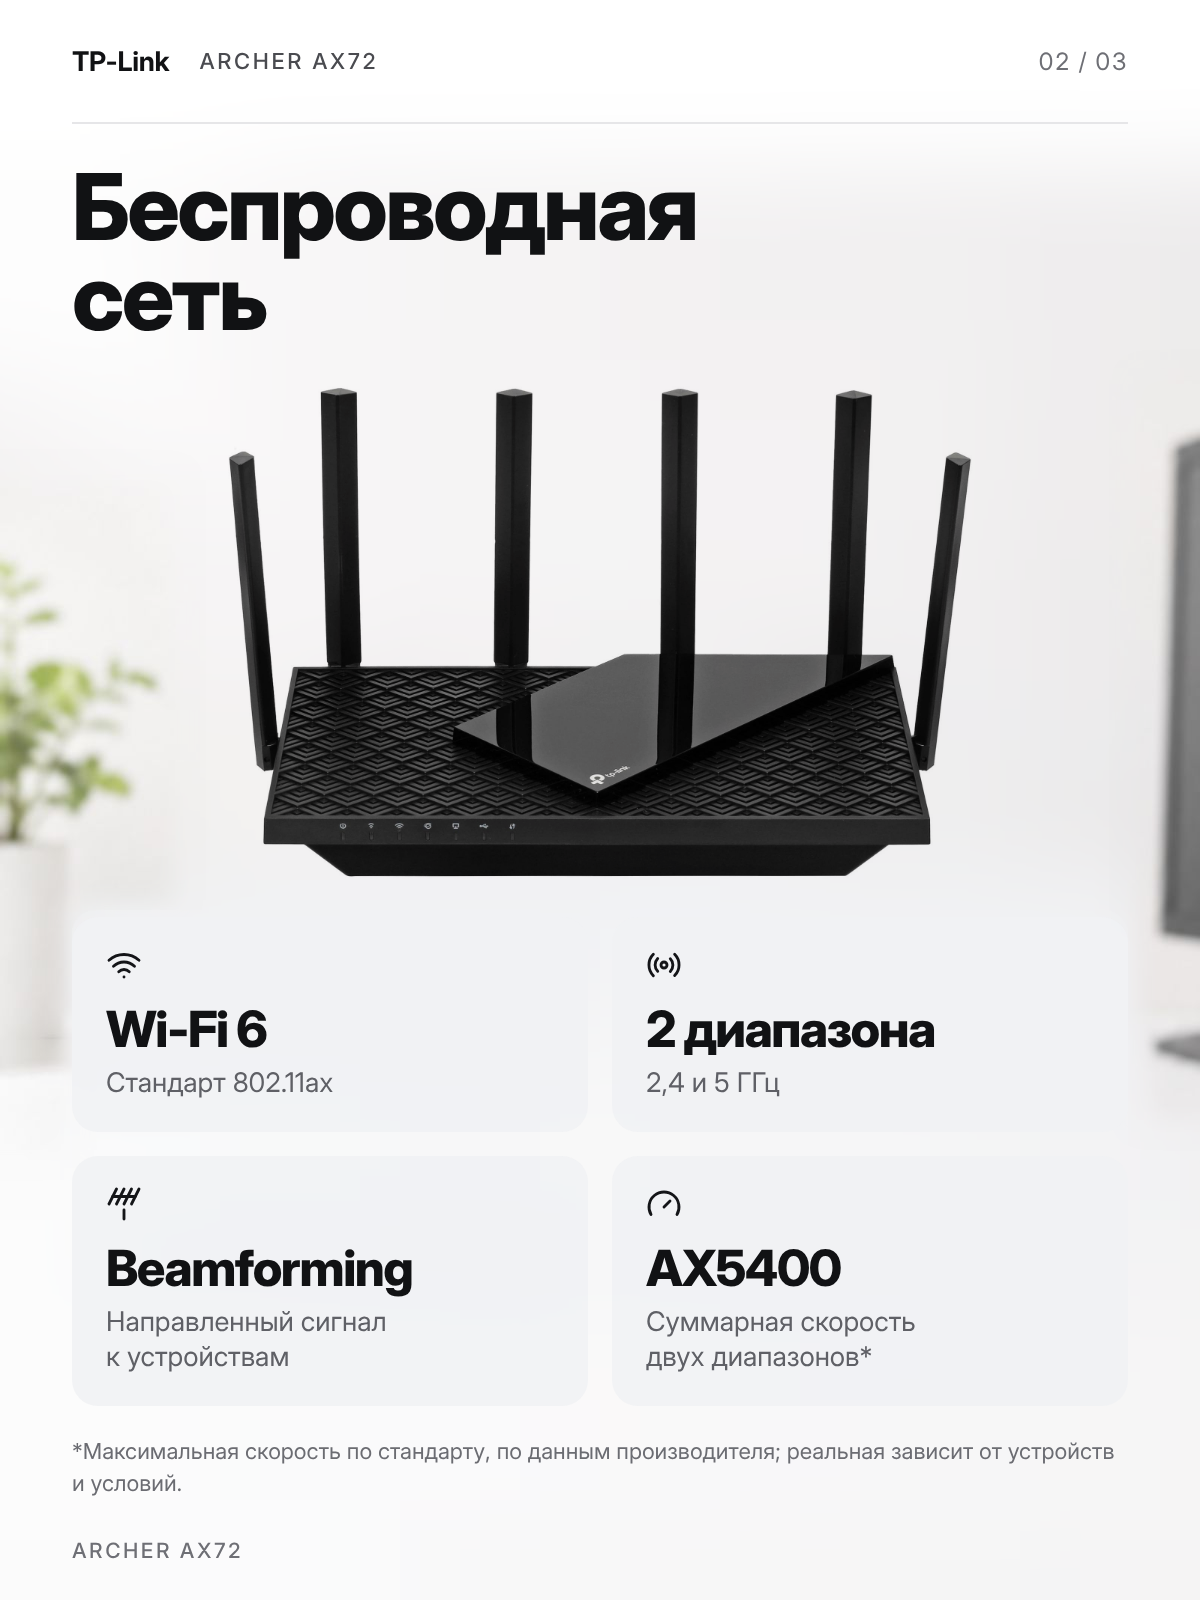 TP-Link ARCHER AX72 02 / 03
Беспроводная
сеть
tp-link
Wi-Fi 6
Стандарт 802.11ax
2 диапазона
2,4 и 5 ГГц
Beamforming
Направленный сигнал
к устройствам
AX5400
Суммарная скорость
двух диапазонов*
*Максимальная скорость по стандарту, по данным производителя; реальная зависит от устройств
и условий.
ARCHER AX72